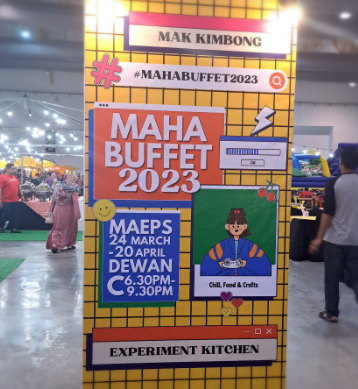 MAK KIMBONG
#MAHABUFFET2023
MAHA
BUFFET
2023
OK
MAEPS
24 MARCH
-20 APRIL
DEWAN
C 6.30PM-
9.30PM
Chill, Food & Crafts
EXPERIMENT KITCHEN